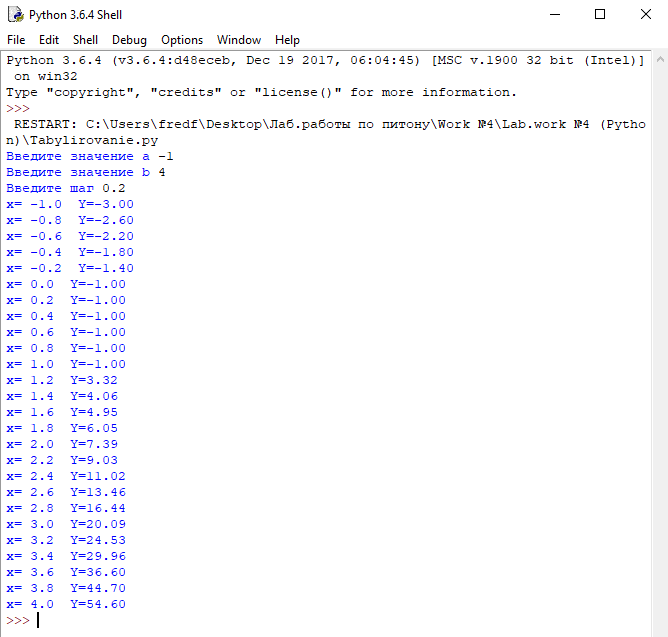 Python 3.6.4 Shell
File Edit Shell Debug Options Window Help
Python 3.6.4 (v3.6.4:d48eceb, Dec 19 2017, 06:04:45) [MSC v.1900 32 bit (Intel)]
 on win32
Type "copyright", "credits" or "license()" for more information.
>>>
 RESTART: C:\Users\fredf\Desktop\Лаб.работы по питону\Work №4\Lab.work №4 (Pytho
n)\Tabylirovanie.py
Введите значение a -1
Введите значение b 4
Введите шаг 0.2
x= -1.0  Y=-3.00
x= -0.8  Y=-2.60
x= -0.6  Y=-2.20
x= -0.4  Y=-1.80
x= -0.2  Y=-1.40
x= 0.0  Y=-1.00
x= 0.2  Y=-1.00
x= 0.4  Y=-1.00
x= 0.6  Y=-1.00
x= 0.8  Y=-1.00
x= 1.0  Y=-1.00
x= 1.2  Y=3.32
x= 1.4  Y=4.06
x= 1.6  Y=4.95
x= 1.8  Y=6.05
x= 2.0  Y=7.39
x= 2.2  Y=9.03
x= 2.4  Y=11.02
x= 2.6  Y=13.46
x= 2.8  Y=16.44
x= 3.0  Y=20.09
x= 3.2  Y=24.53
x= 3.4  Y=29.96
x= 3.6  Y=36.60
x= 3.8  Y=44.70
x= 4.0  Y=54.60
>>>